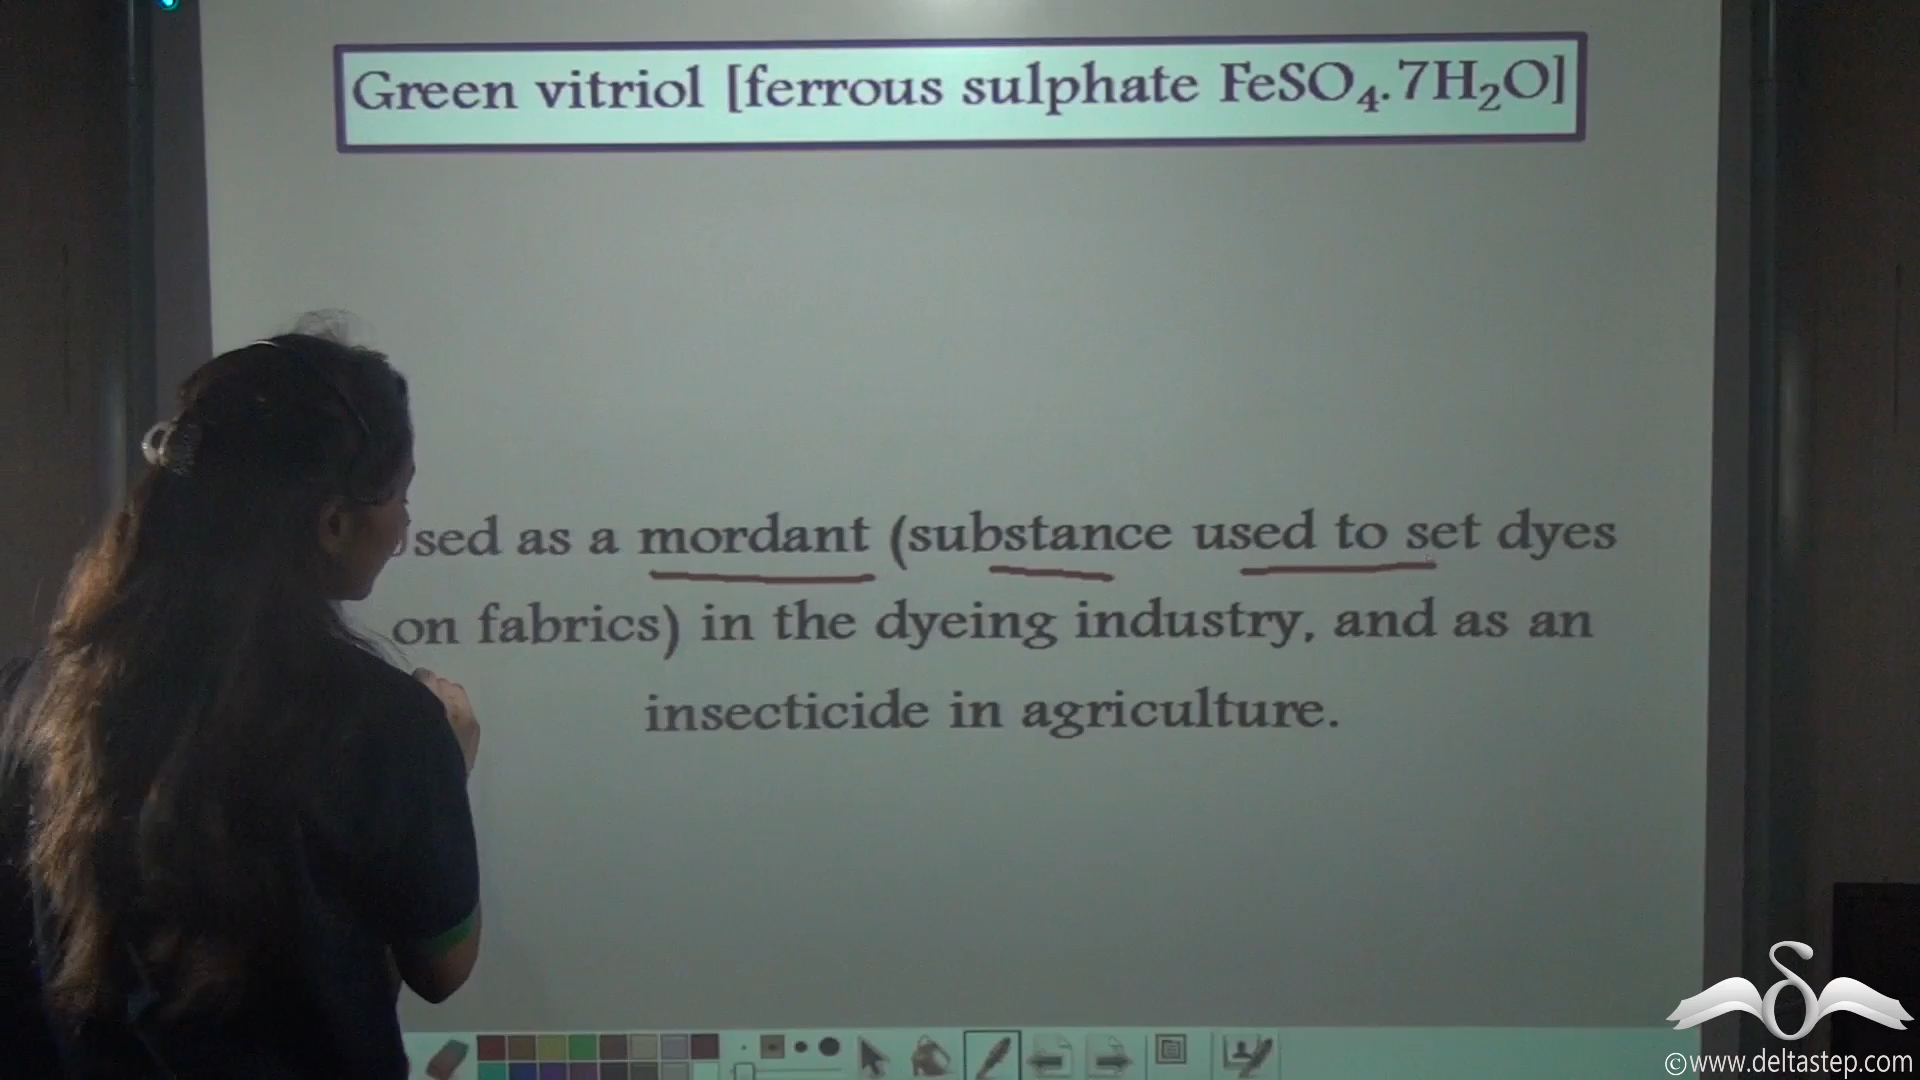 Green vitriol [ferrous sulphate FeSO₄.7H₂O]
sed as a mordant (substance used to set dyes
on fabrics) in the dyeing industry, and as an
insecticide in agriculture.
©www.deltastep.com